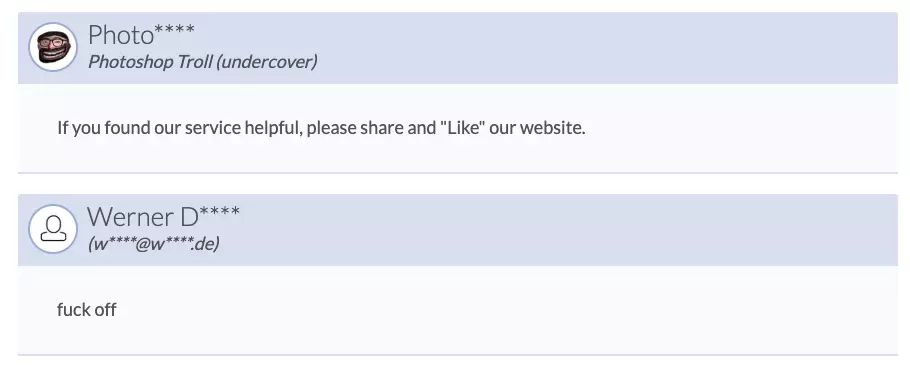 Photo****
Photoshop Troll (undercover)
If you found our service helpful, please share and "Like" our website.
Werner D****
(w****@w****.de)
fuck off